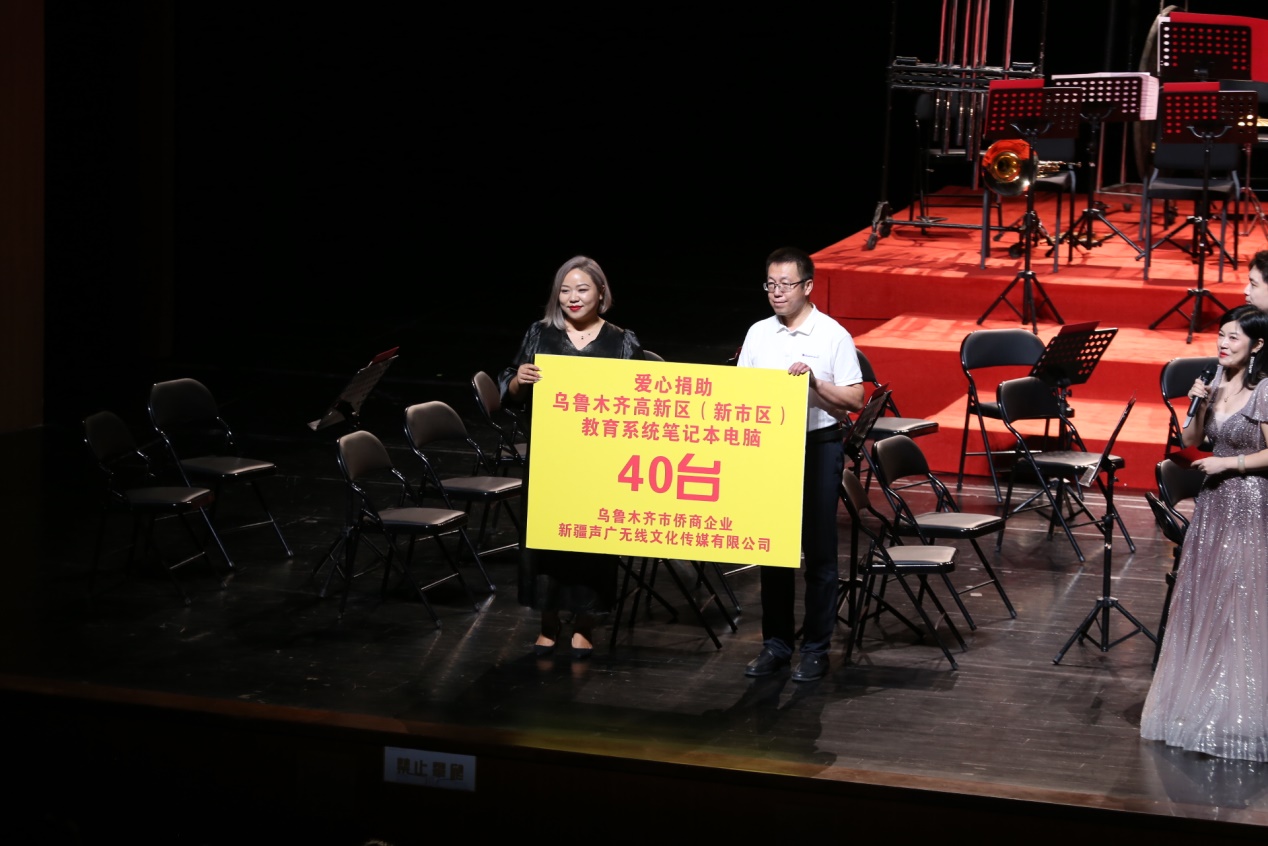 爱心捐助
乌鲁木齐高新区（新市区）
教育系统笔记本电脑
40台
乌鲁木齐市侨商企业
新疆声广无线文化传媒有限公司
禁止